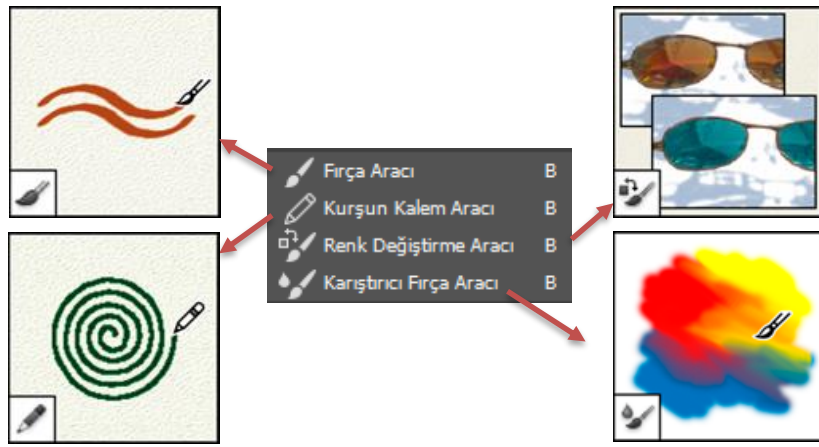 Fırça Aracı B
Kurşun Kalem Aracı B
Renk Değiştirme Aracı B
Karıştırıcı Fırça Aracı B